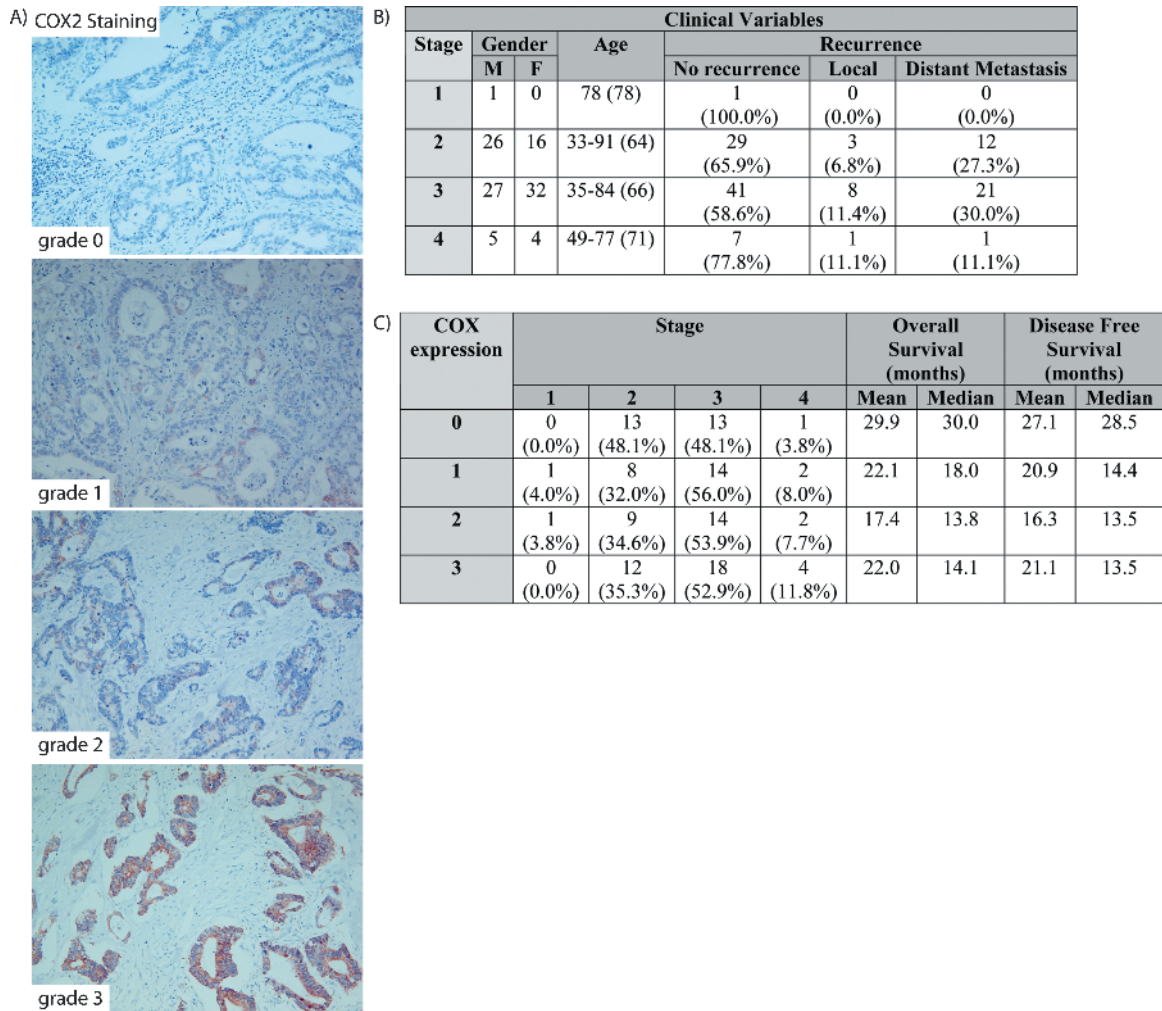 A) COX2 Staining
grade 0
grade 1
grade 2
grade 3
B)
Clinical Variables
Stage Gender Age Recurrence
M F No recurrence Local Distant Metastasis
1 1 0 78 (78) 1 0 0
(100.0%) (0.0%) (0.0%)
2 26 16 33-91 (64) 29 3 12
(65.9%) (6.8%) (27.3%)
3 27 32 35-84 (66) 41 8 21
(58.6%) (11.4%) (30.0%)
4 5 4 49-77 (71) 7 1 1
(77.8%) (11.1%) (11.1%)
C)
COX Stage Overall Disease Free
expression Survival Survival
(months) (months)
1 2 3 4 Mean Median Mean Median
0 0 13 13 1 29.9 30.0 27.1 28.5
(0.0%) (48.1%) (48.1%) (3.8%)
1 1 8 14 2 22.1 18.0 20.9 14.4
(4.0%) (32.0%) (56.0%) (8.0%)
2 1 9 14 2 17.4 13.8 16.3 13.5
(3.8%) (34.6%) (53.9%) (7.7%)
3 0 12 18 4 22.0 14.1 21.1 13.5
(0.0%) (35.3%) (52.9%) (11.8%)